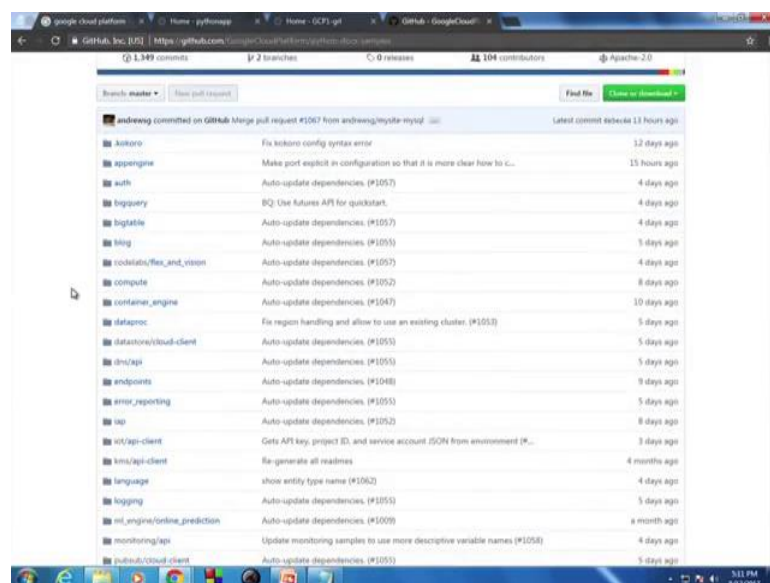 google cloud platform Home - pythonapp Home - GCP1-grl GitHub - GoogleCloudP
GitHub, Inc. [US] https://github.com/GoogleCloudPlatform/python-docs-samples
1,349 commits 2 branches 0 releases 104 contributors Apache-2.0
Branch: master New pull request Find file Clone or download
andrewsg committed on GitHub Merge pull request #1067 from andrewsg/mysite-mysql Latest commit 13 hours ago
.kokoro Fix kokoro config syntax error 12 days ago
appengine Make port explicit in configuration so that it is more clear how to c... 15 hours ago
auth Auto-update dependencies. (#1057) 4 days ago
bigquery BQ: Use futures API for quickstart. 4 days ago
bigtable Auto-update dependencies. (#1057) 4 days ago
blog Auto-update dependencies. (#1055) 5 days ago
codelabs/flex_and_vision Auto-update dependencies. (#1057) 4 days ago
compute Auto-update dependencies. (#1052) 8 days ago
container_engine Auto-update dependencies. (#1047) 10 days ago
dataproc Fix region handling and allow to use an existing cluster. (#1053) 5 days ago
datastore/cloud-client Auto-update dependencies. (#1055) 5 days ago
dns/api Auto-update dependencies. (#1055) 5 days ago
endpoints Auto-update dependencies. (#1048) 9 days ago
error_reporting Auto-update dependencies. (#1055) 5 days ago
iap Auto-update dependencies. (#1052) 8 days ago
iot/api-client Gets API key, project ID, and service account JSON from environment (#... 3 days ago
kms/api-client Re-generate all readmes 4 months ago
language show entity type name (#1062) 4 days ago
logging Auto-update dependencies. (#1055) 5 days ago
ml_engine/online_prediction Auto-update dependencies. (#1009) a month ago
monitoring/api Update monitoring samples to use more descriptive variable names (#1058) 4 days ago
pubsub/cloud-client Auto-update dependencies. (#1055) 5 days ago
5:11 PM